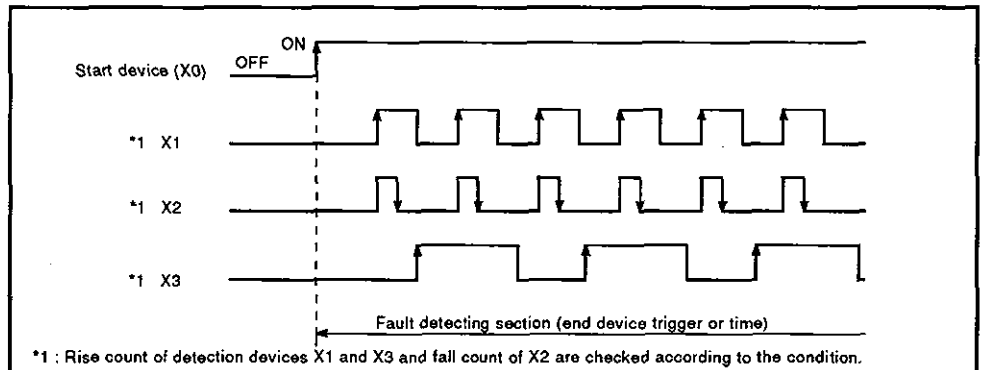 ON
OFF
Start device (X0)
*1 X1
*1 X2
*1 X3
Fault detecting section (end device trigger or time)
*1 : Rise count of detection devices X1 and X3 and fall count of X2 are checked according to the condition.